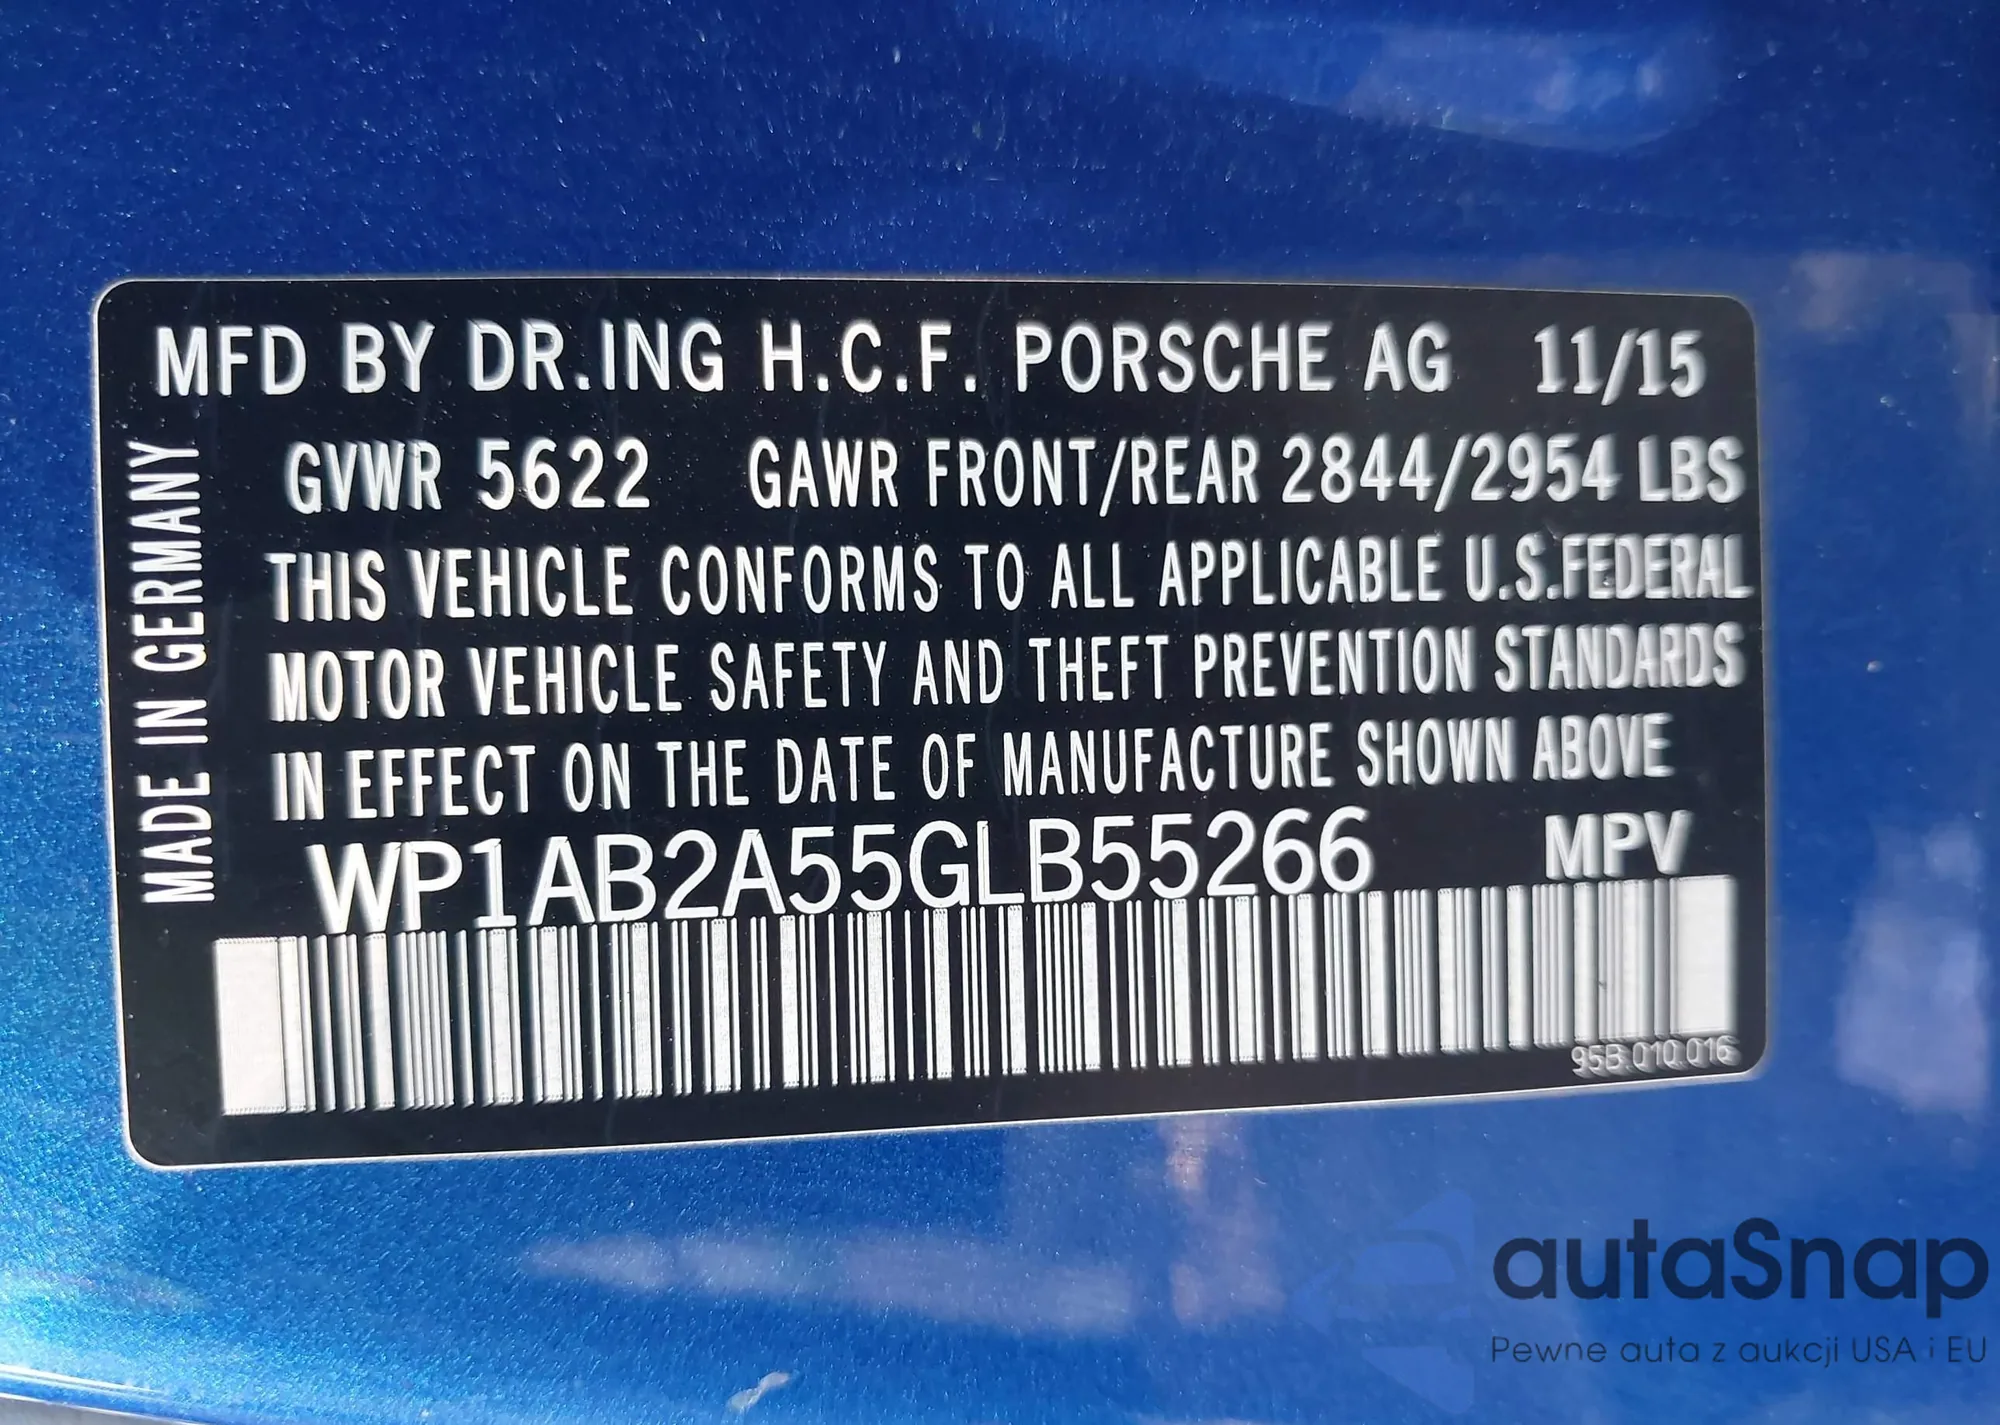 MFD BY DR.ING H.C.F. PORSCHE AG 11/15
GVWR 5622 GAWR FRONT/REAR 2844/2954 LBS
THIS VEHICLE CONFORMS TO ALL APPLICABLE U.S.FEDERAL
MOTOR VEHICLE SAFETY AND THEFT PREVENTION STANDARDS
IN EFFECT ON THE DATE OF MANUFACTURE SHOWN ABOVE
WP1AB2A55GLB55266 MPV
95B.010.016
MADE IN GERMANY
autaSnap
Pewne auta z aukcji USA i EU